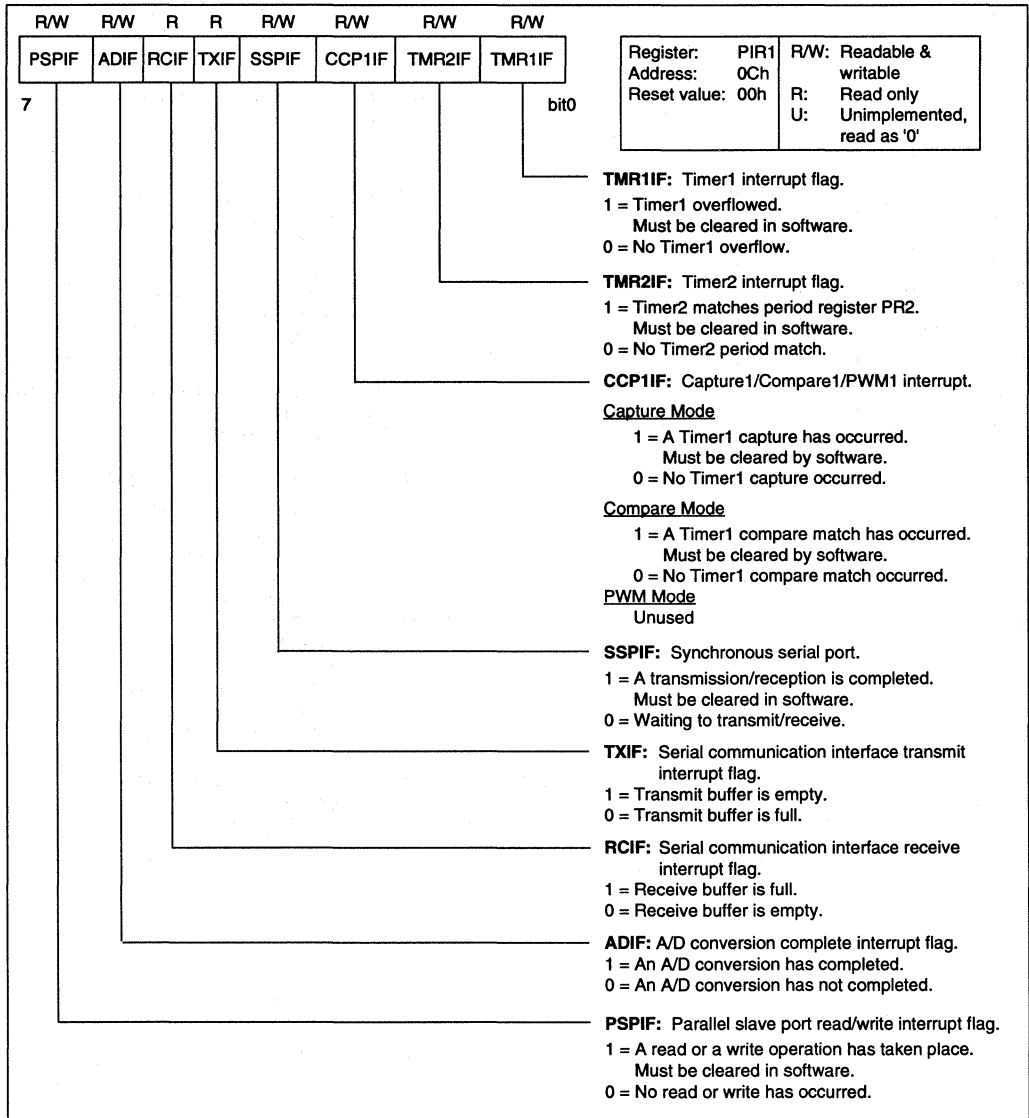 R/W R/W R R R/W R/W R/W R/W
PSPIF ADIF RCIF TXIF SSPIF CCP1IF TMR2IF TMR1IF
7 bit0
Register: PIR1
Address: 0Ch
Reset value: 00h
R/W: Readable &
writable
R: Read only
U: Unimplemented,
read as '0'
TMR1IF: Timer1 interrupt flag.
1 = Timer1 overflowed.
Must be cleared in software.
0 = No Timer1 overflow.
TMR2IF: Timer2 interrupt flag.
1 = Timer2 matches period register PR2.
Must be cleared in software.
0 = No Timer2 period match.
CCP1IF: Capture1/Compare1/PWM1 interrupt.
Capture Mode
1 = A Timer1 capture has occurred.
Must be cleared by software.
0 = No Timer1 capture occurred.
Compare Mode
1 = A Timer1 compare match has occurred.
Must be cleared by software.
0 = No Timer1 compare match occurred.
PWM Mode
Unused
SSPIF: Synchronous serial port.
1 = A transmission/reception is completed.
Must be cleared in software.
0 = Waiting to transmit/receive.
TXIF: Serial communication interface transmit
interrupt flag.
1 = Transmit buffer is empty.
0 = Transmit buffer is full.
RCIF: Serial communication interface receive
interrupt flag.
1 = Receive buffer is full.
0 = Receive buffer is empty.
ADIF: A/D conversion complete interrupt flag.
1 = An A/D conversion has completed.
0 = An A/D conversion has not completed.
PSPIF: Parallel slave port read/write interrupt flag.
1 = A read or a write operation has taken place.
Must be cleared in software.
0 = No read or write has occurred.